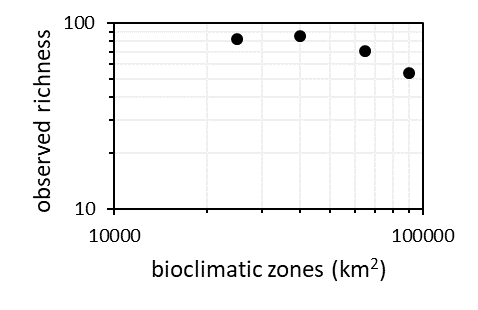 100
observed richness
10
10000
100000
bioclimatic zones (km²)